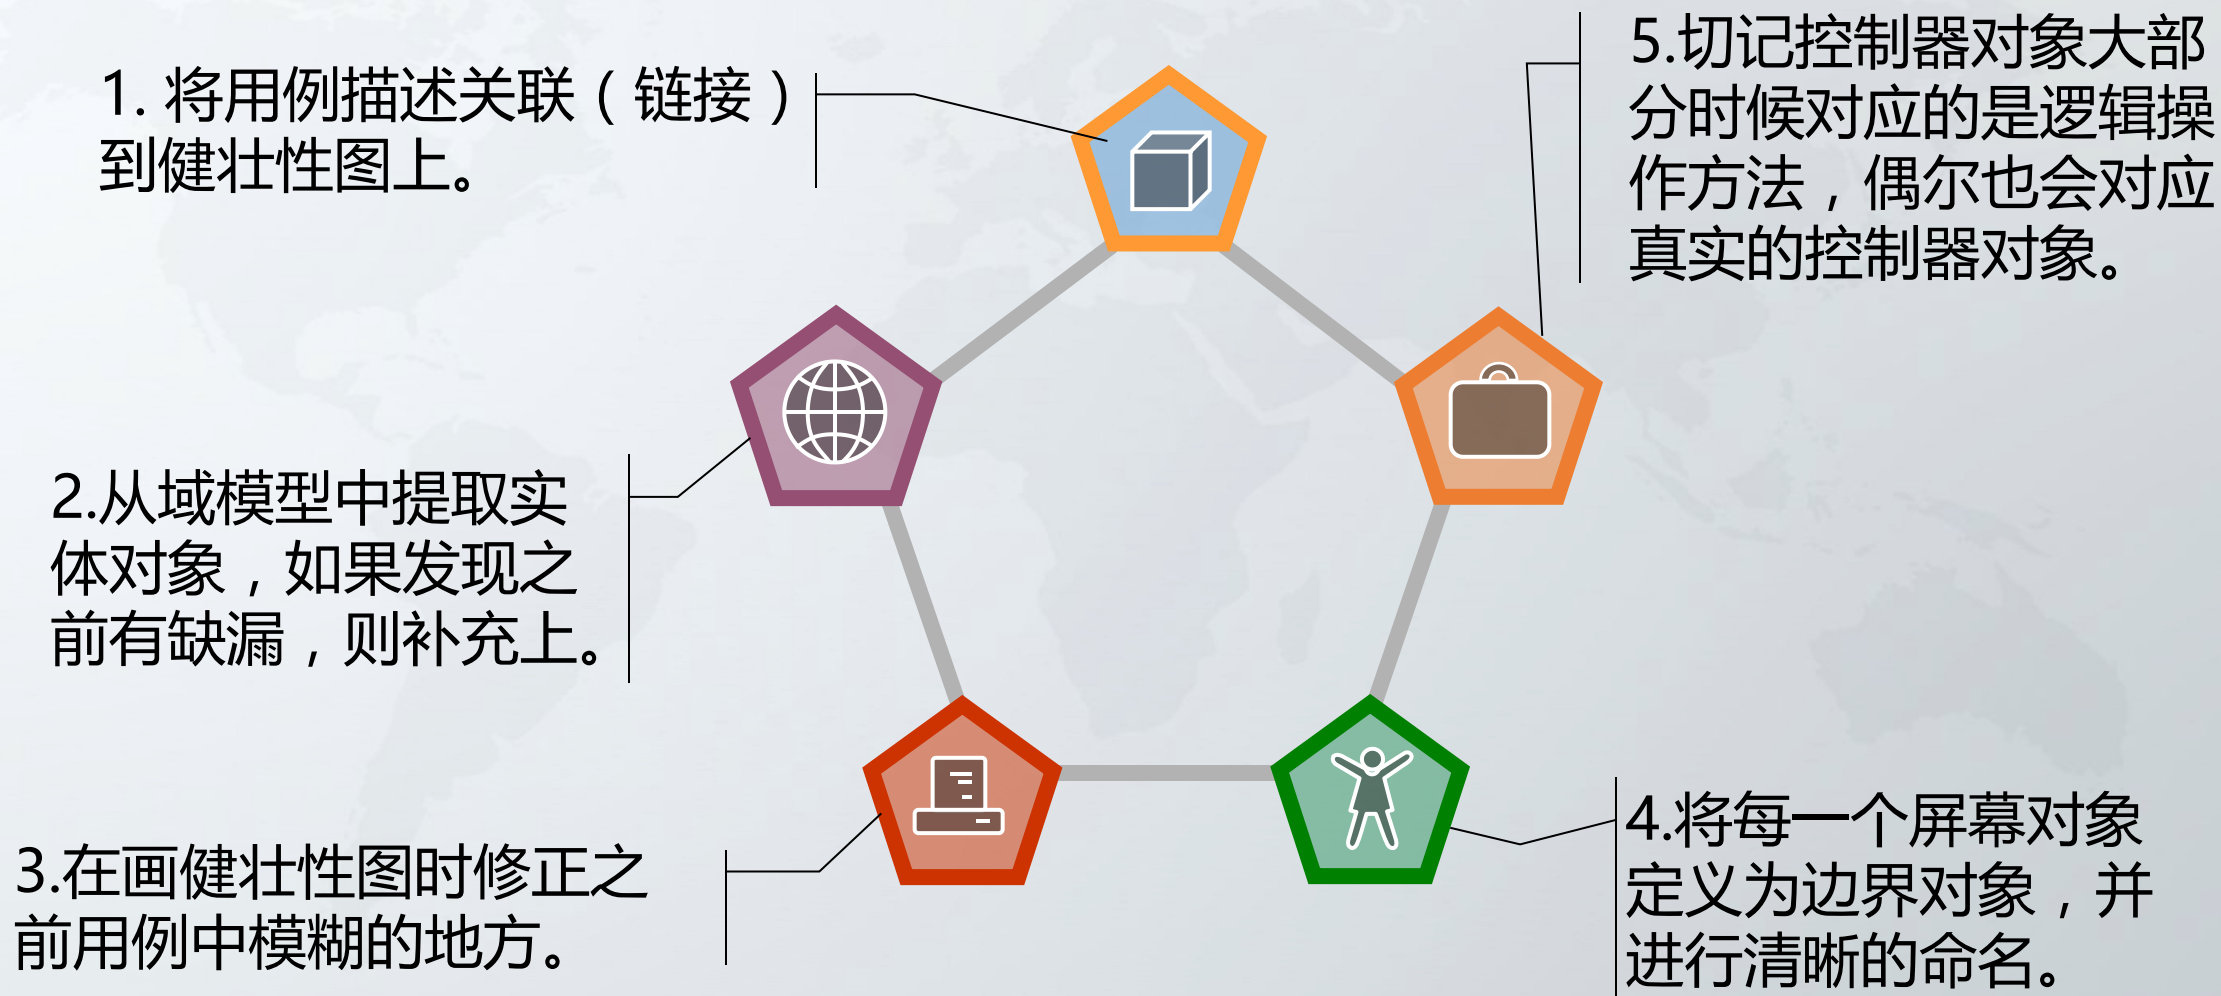 1. 将用例描述关联（链接）
到健壮性图上。
2.从域模型中提取实
体对象，如果发现之
前有缺漏，则补充上。
3.在画健壮性图时修正之
前用例中模糊的地方。
4.将每一个屏幕对象
定义为边界对象，并
进行清晰的命名。
5.切记控制器对象大部
分时候对应的是逻辑操
作方法，偶尔也会对应
真实的控制器对象。